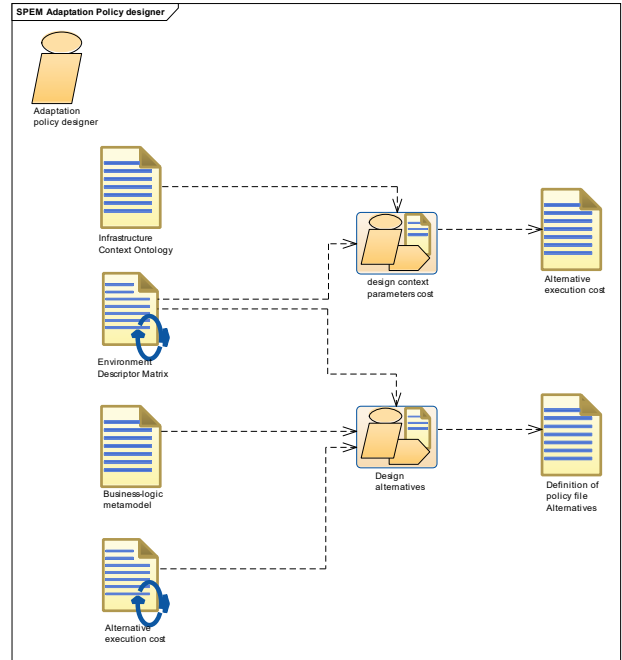 SPEM Adaptation Policy designer
Adaptation
policy designer
Infrastructure
Context Ontology
design context
parameters cost
Alternative
execution cost
Environment
Descriptor Matrix
Business-logic
metamodel
Design
alternatives
Definition of
policy file
Alternatives
Alternative
execution cost